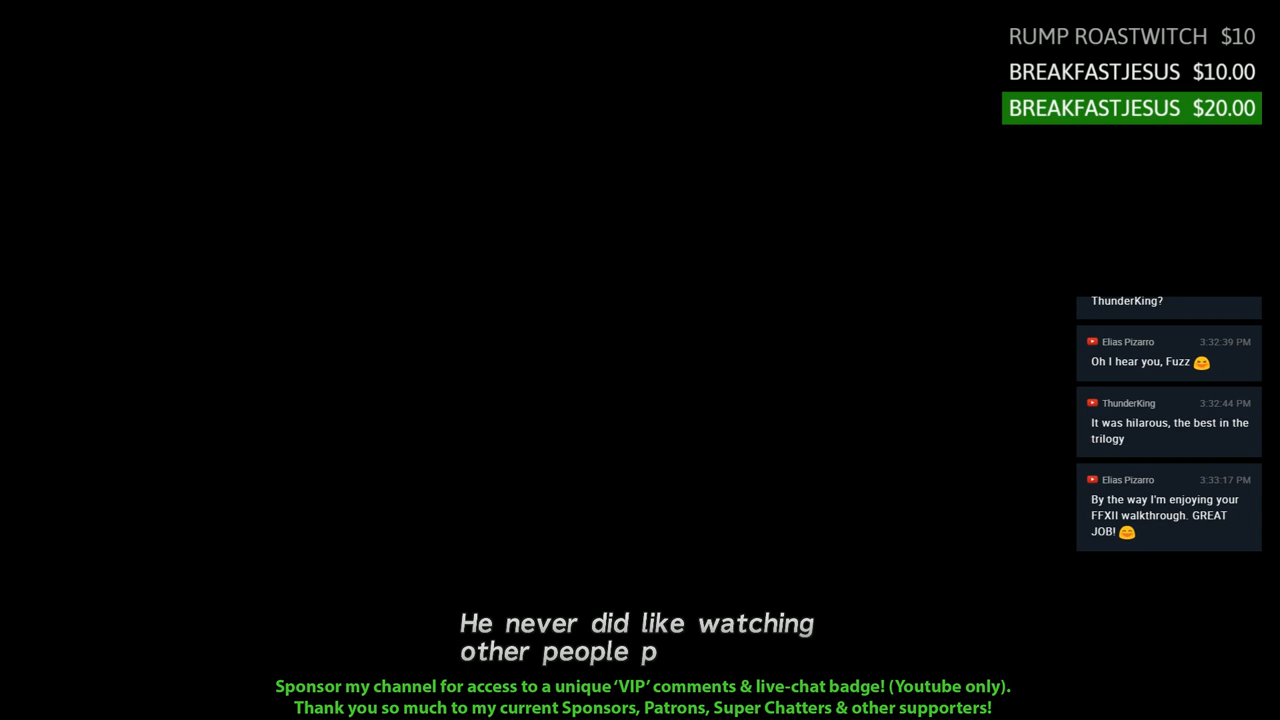 RUMP ROASTWITCH $10
BREAKFASTJESUS $10.00
BREAKFASTJESUS $20.00
ThunderKing?
Elias Pizarro 3:32:39 PM
Oh I hear you, Fuzz 😊
ThunderKing 3:32:44 PM
It was hilarous, the best in the
trilogy
Elias Pizarro 3:33:17 PM
By the way I'm enjoying your
FFXII walkthrough. GREAT
JOB! 😊
He never did like watching
other people p
Sponsor my channel for access to a unique 'VIP' comments & live-chat badge! (Youtube only).
Thank you so much to my current Sponsors, Patrons, Super Chatters & other supporters!